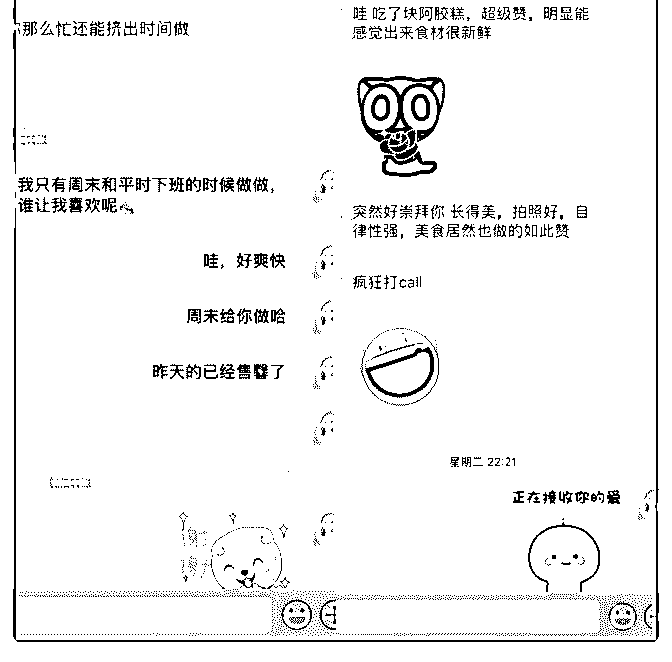 那么忙还能挤出时间做
我只有周末和平时下班的时候做做，
谁让我喜欢呢
哇，好爽快
周末给你做哈
昨天的已经售罄了
哇 吃了块阿胶糕，超级赞，明显能
感觉出来食材很新鲜
突然好崇拜你 长得美，拍照好，自
律性强，美食居然也做的如此赞
疯狂打call
星期二 22:21
正在接收你的爱